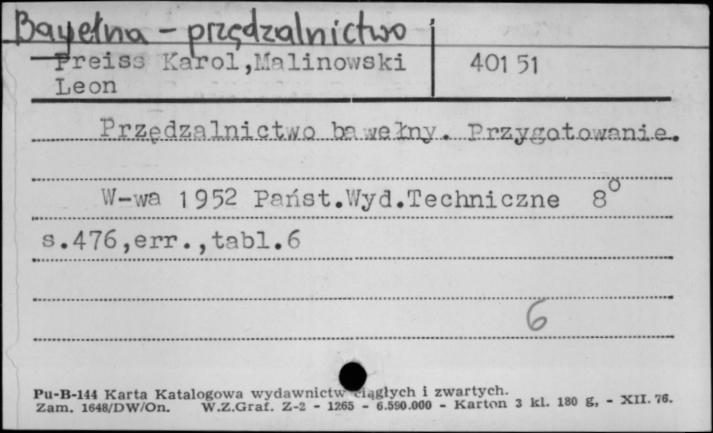 Bawełna - przędzalnictwo
Preiss Karol,Malinowski 401 51
Leon
Przędzalnictwo bawełny. Przygotowanie.
W-wa 1952 Państ.Wyd.Techniczne 8°
s.476,err.,tabl.6
6
Pu-B-144 Karta Katalogowa wydawnictw ciągłych i zwartych.
Zam. 1648/DW/On. W.Z.Graf. Z-2 - 1265 - 6.590.000 - Karton 3 kl. 180 g, - XII. 76.